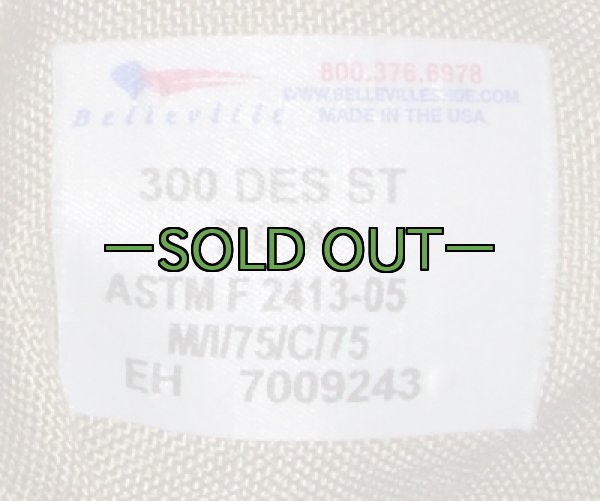 800.376.6978
WWW.BELLEVILLESHOE.COM
Belleville MADE IN THE USA
300 DES ST
—SOLD OUT—
ASTM F 2413-05
M/I/75/C/75
EH 7009243